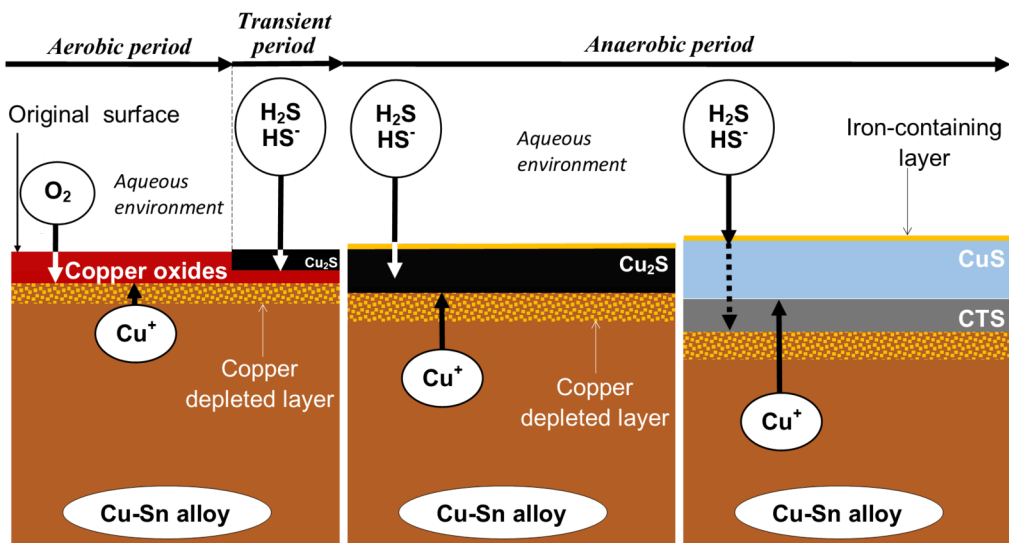 Aerobic period
Transient
period
Anaerobic period
Original surface
O₂
Aqueous
environment
H₂S
HS⁻
Cu₂S
Copper oxides
Cu⁺
Copper
depleted layer
Cu-Sn alloy
H₂S
HS⁻
Aqueous
environment
Cu₂S
Cu⁺
Copper
depleted layer
Cu-Sn alloy
H₂S
HS⁻
Iron-containing
layer
CuS
CTS
Cu⁺
Cu-Sn alloy